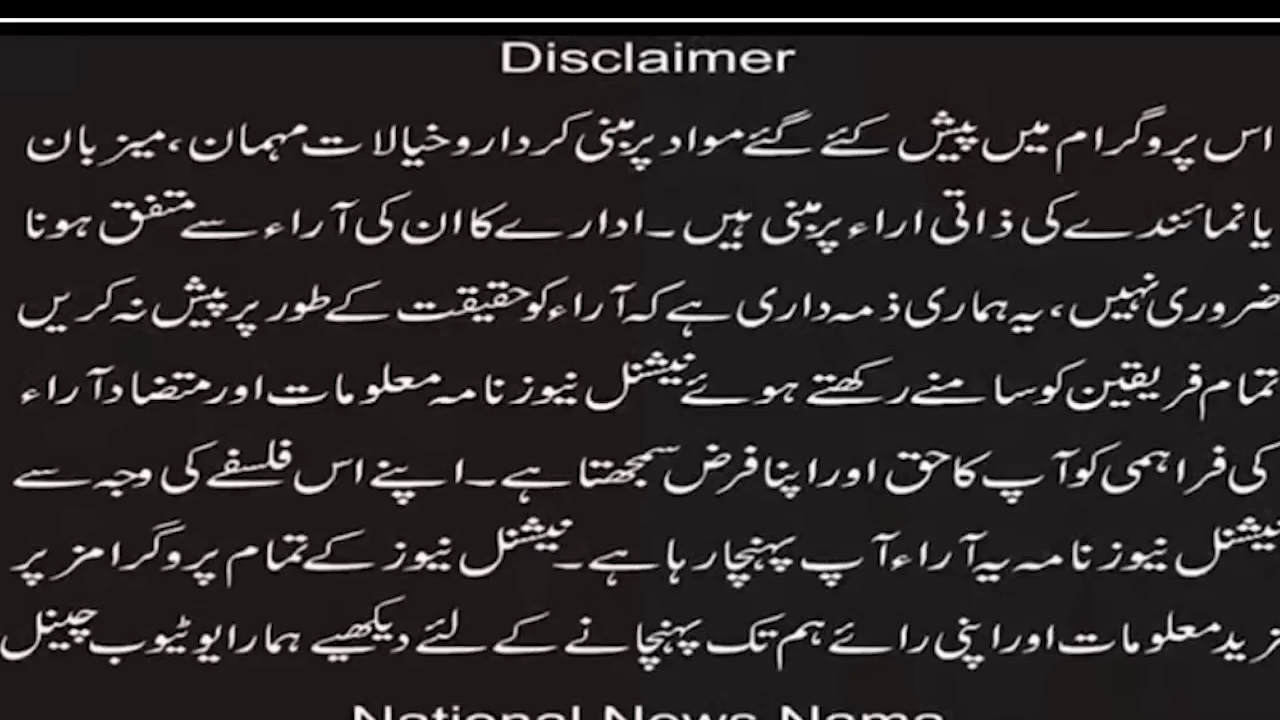 Disclaimer
اس پروگرام میں پیش کئے گئے مواد پر مبنی کردار و خیالات مہمان، میزبان
یا نمائندے کی ذاتی اراء پر مبنی ہیں۔ ادارے کا ان کی آراء سے متفق ہونا
ضروری نہیں، یہ ہماری ذمہ داری ہے کہ آراء کو حقیقت کے طور پر پیش نہ کریں
تمام فریقین کو سامنے رکھتے ہوئے نیشنل نیوز نامہ معلومات اور متضاد آراء
کی فراہمی کو آپ کا حق اور اپنا فرض سمجھتا ہے۔ اپنے اس فلسفے کی وجہ سے
نیشنل نیوز نامہ یہ آراء آپ پہنچا رہا ہے۔ نیشنل نیوز کے تمام پروگرامز پر
معلومات اور اپنی رائے ہم تک پہنچانے کے لئے دیکھیے ہمارا یوٹیوب چینل
National News Nama